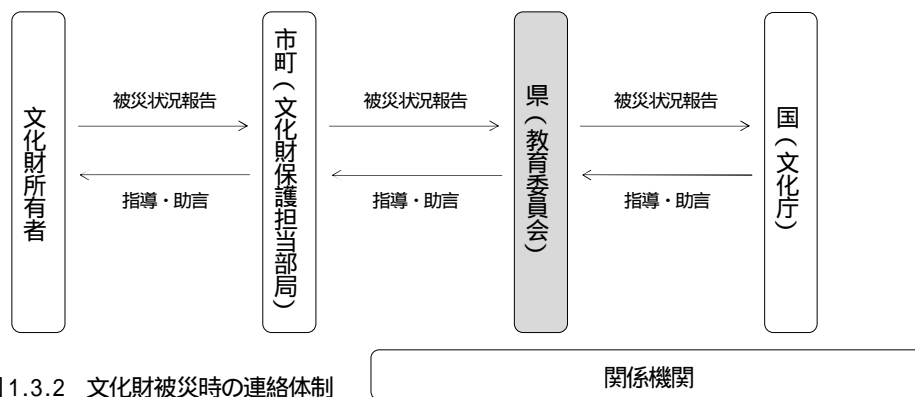 文化財所有者
被災状況報告
指導・助言
市町(文化財保護担当部局)
被災状況報告
指導・助言
県(教育委員会)
被災状況報告
指導・助言
国(文化庁)
1.3.2 文化財被災時の連絡体制
関係機関